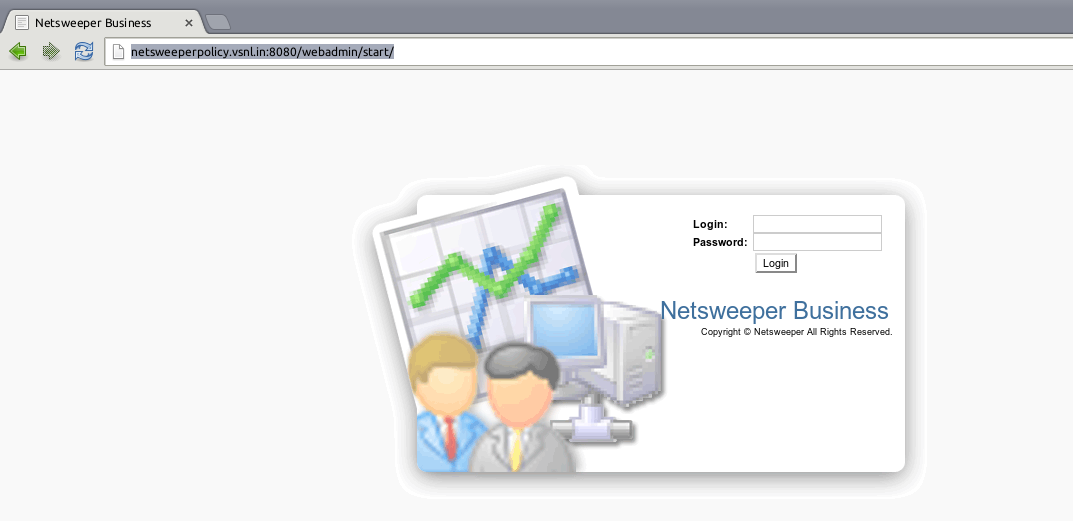 Netsweeper Business
netsweeperpolicy.vsnl.in:8080/webadmin/start/
Login:
Password:
Login
Netsweeper Business
Copyright © Netsweeper All Rights Reserved.